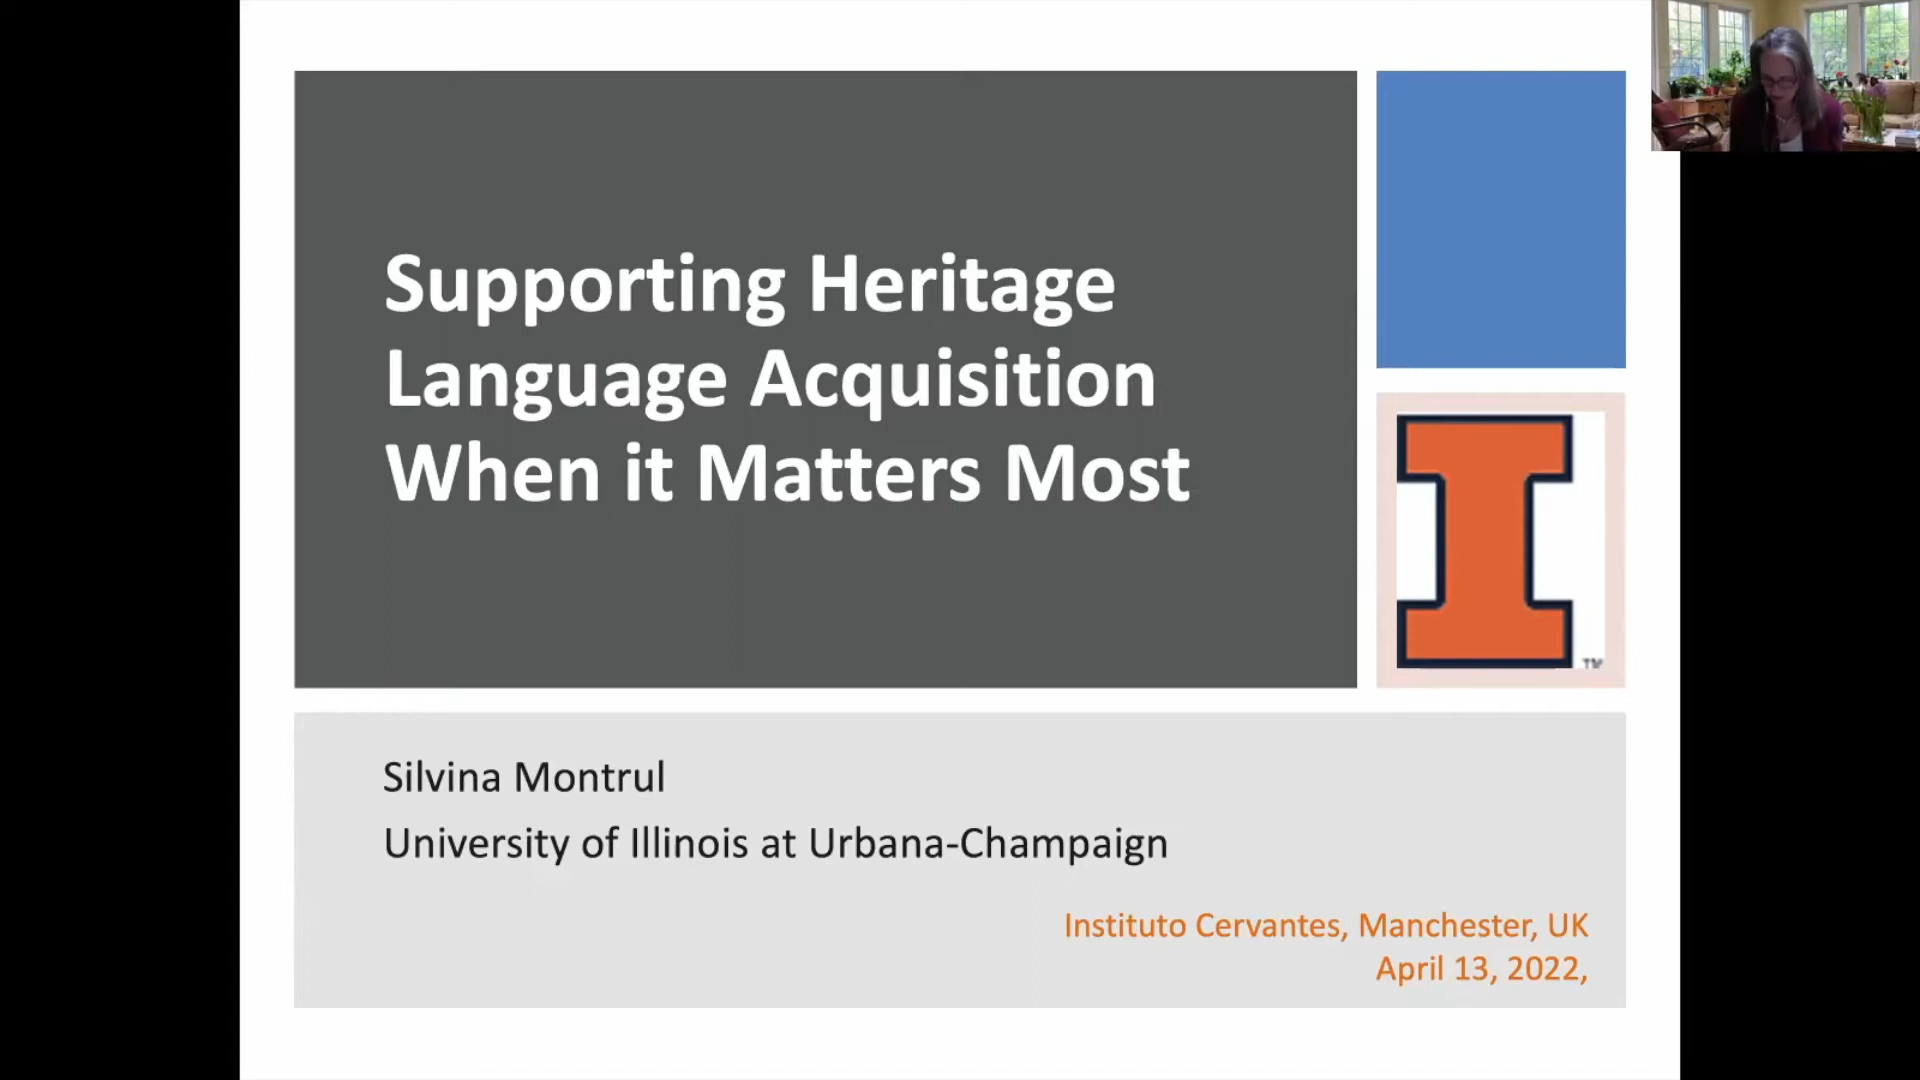 Supporting Heritage
Language Acquisition
When it Matters Most
I
TM
Silvina Montrul
University of Illinois at Urbana-Champaign
Instituto Cervantes, Manchester, UK
April 13, 2022,